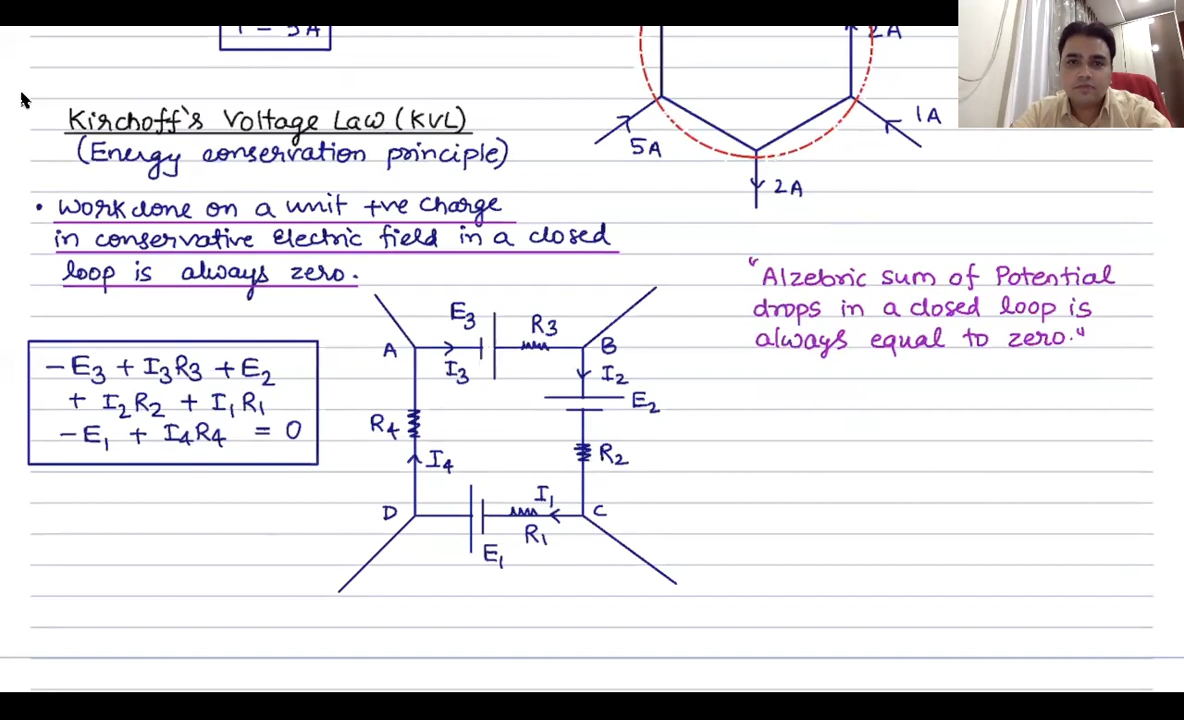 I = 5A
2A
1A
5A
2A
Kirchoff's Voltage Law (KVL)
(Energy conservation principle)
• Work done on a unit +ve charge
in conservative electric field in a closed
loop is always zero.
"Alzebric sum of Potential
drops in a closed loop is
always equal to zero."
-E3 + I3R3 + E2
+ I2R2 + I1R1
-E1 + I4R4 = 0
E3
R3
A
I3
B
I2
E2
R4
I4
R2
D
I1
C
R1
E1